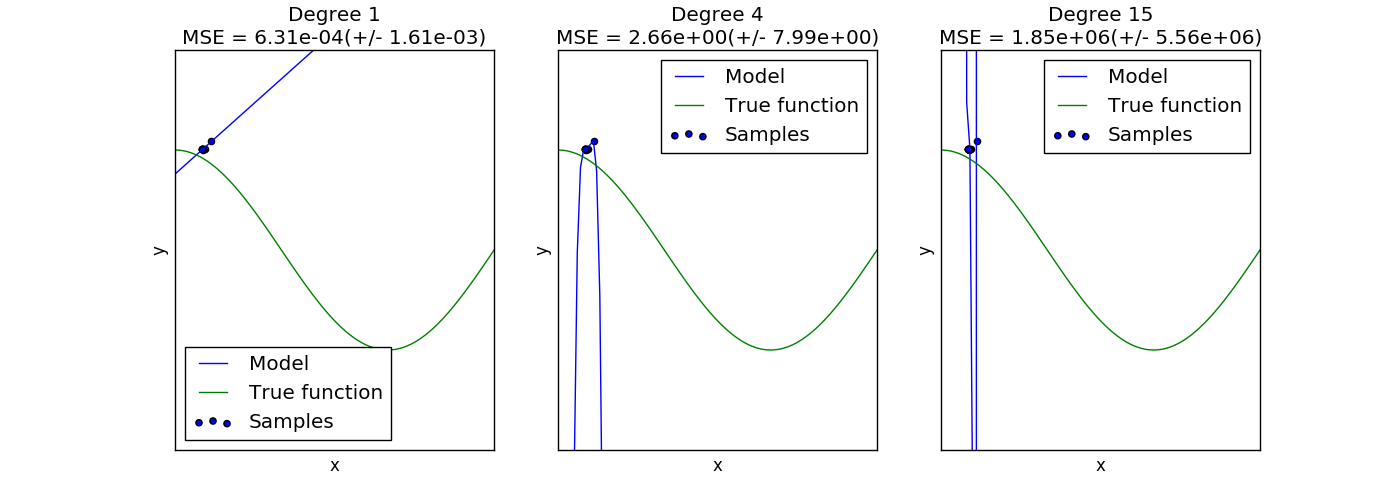 Degree 1
MSE = 6.31e-04(+/- 1.61e-03)
y
Model
True function
Samples
x
Degree 4
MSE = 2.66e+00(+/- 7.99e+00)
Model
True function
Samples
y
x
Degree 15
MSE = 1.85e+06(+/- 5.56e+06)
Model
True function
Samples
y
x